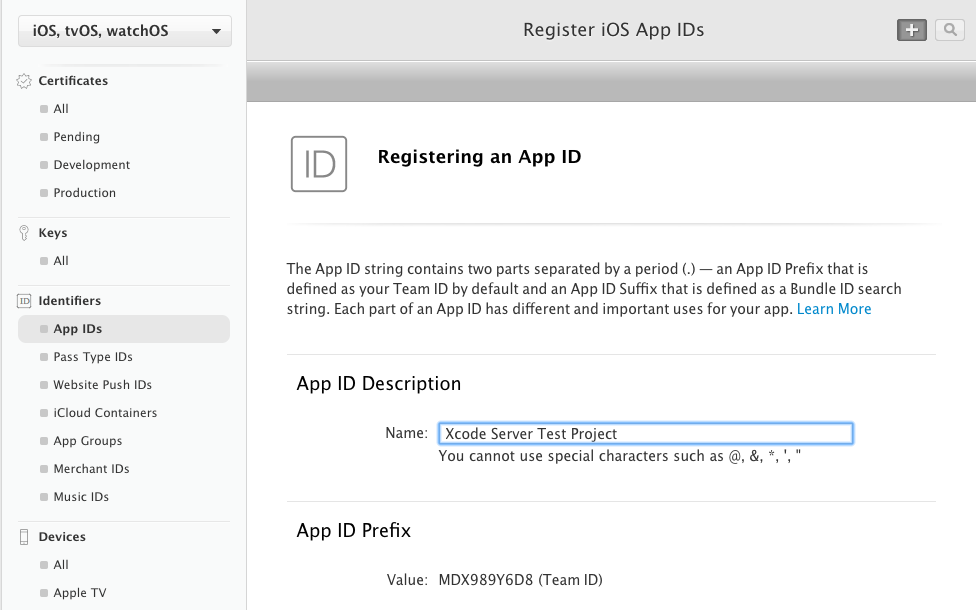 iOS, tvOS, watchOS
Certificates
All
Pending
Development
Production
Keys
All
ID Identifiers
App IDs
Pass Type IDs
Website Push IDs
iCloud Containers
App Groups
Merchant IDs
Music IDs
Devices
All
Apple TV
Register iOS App IDs
ID
Registering an App ID
The App ID string contains two parts separated by a period (.) — an App ID Prefix that is
defined as your Team ID by default and an App ID Suffix that is defined as a Bundle ID search
string. Each part of an App ID has different and important uses for your app. Learn More
App ID Description
Name: Xcode Server Test Project
You cannot use special characters such as @, &, *, ', "
App ID Prefix
Value: MDX989Y6D8 (Team ID)